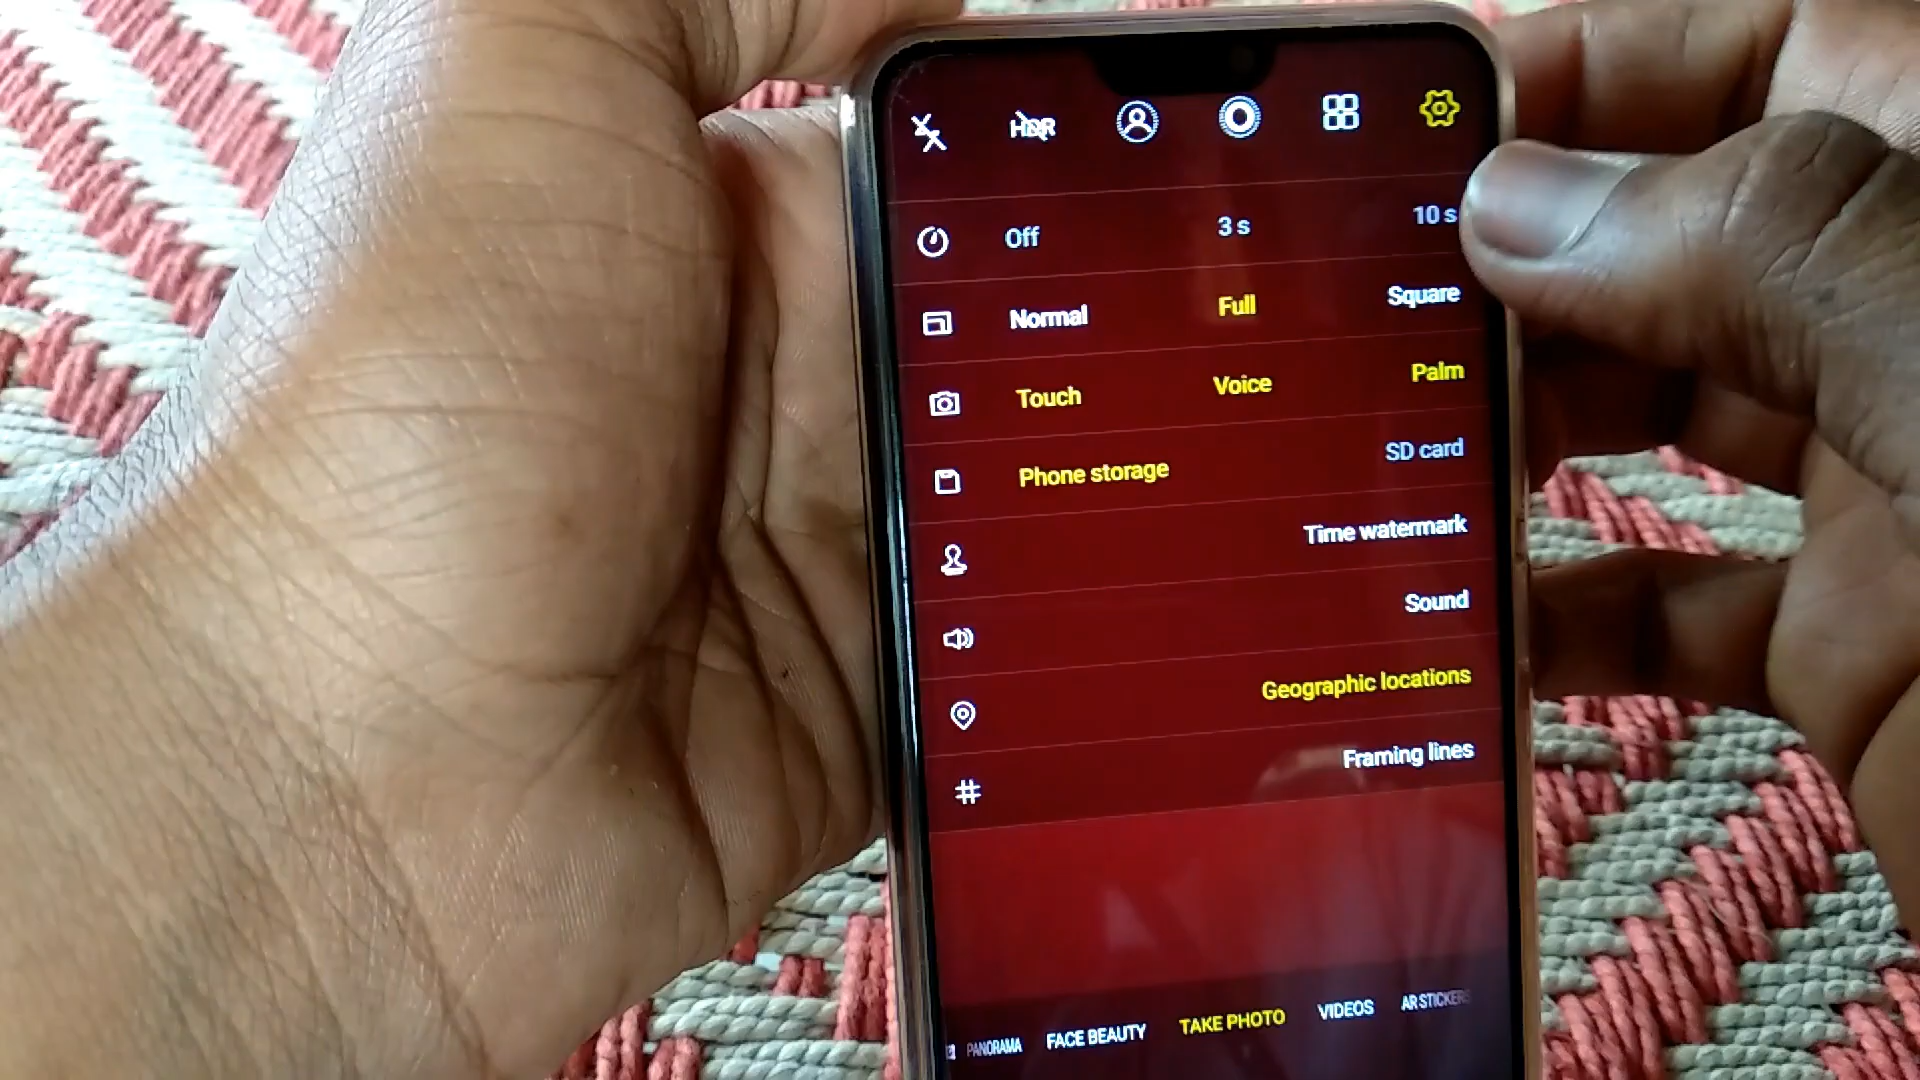 HDR
Off 3 s 10 s
Normal Full Square
Touch Voice Palm
Phone storage SD card
Time watermark
Sound
Geographic locations
Framing lines
PANORAMA FACE BEAUTY TAKE PHOTO VIDEOS AR STICKERS